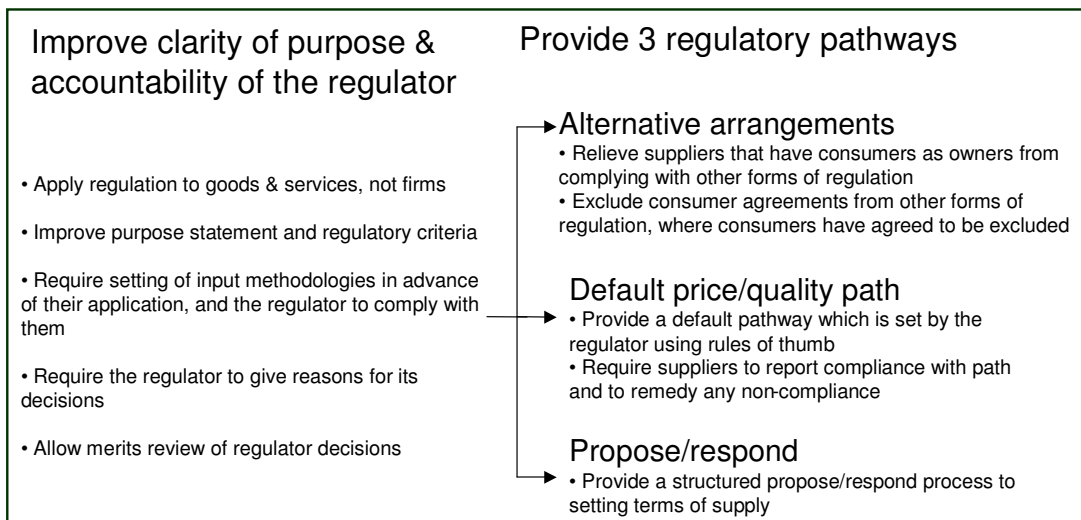 Improve clarity of purpose &
accountability of the regulator
• Apply regulation to goods & services, not firms
• Improve purpose statement and regulatory criteria
• Require setting of input methodologies in advance
of their application, and the regulator to comply with
them
• Require the regulator to give reasons for its
decisions
• Allow merits review of regulator decisions
Provide 3 regulatory pathways
Alternative arrangements
• Relieve suppliers that have consumers as owners from
complying with other forms of regulation
• Exclude consumer agreements from other forms of
regulation, where consumers have agreed to be excluded
Default price/quality path
• Provide a default pathway which is set by the
regulator using rules of thumb
• Require suppliers to report compliance with path
and to remedy any non-compliance
Propose/respond
• Provide a structured propose/respond process to
setting terms of supply